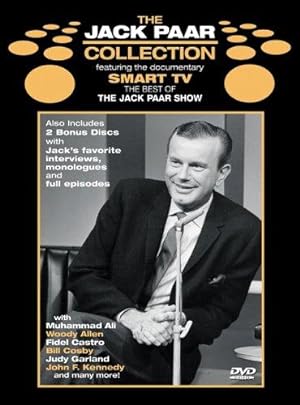 THE
JACK PAAR
COLLECTION
featuring the documentary
SMART TV
THE BEST OF
THE JACK PAAR SHOW
Also Includes
2 Bonus Discs
with
Jack's favorite
interviews,
monologues
and
full episodes
with
Muhammad Ali
Woody Allen
Fidel Castro
Bill Cosby
Judy Garland
John F. Kennedy
and many more!
DVD